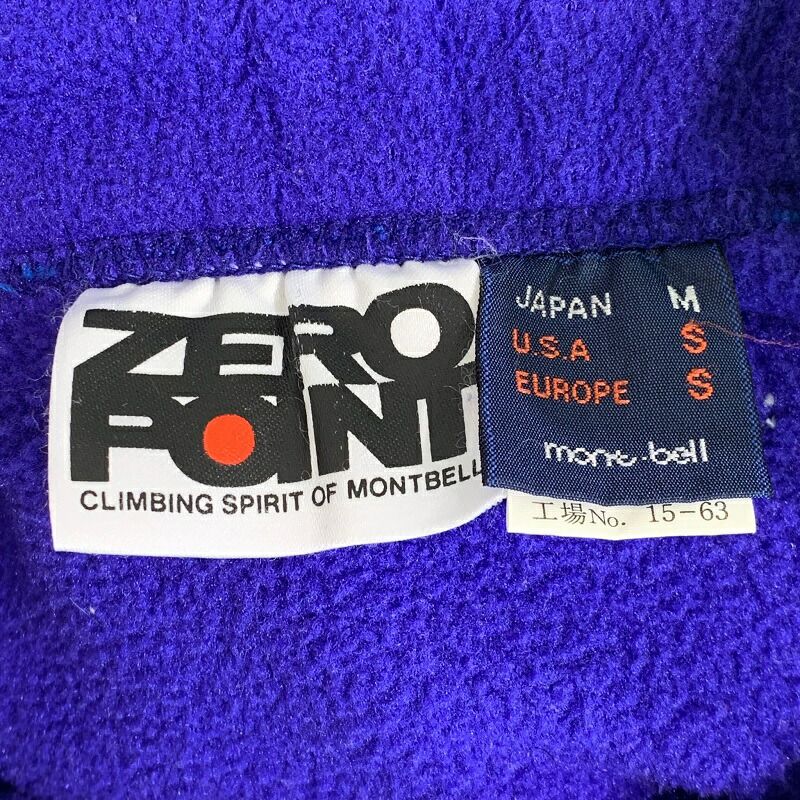 ZERO
POINT
CLIMBING SPIRIT OF MONTBELL
JAPAN M
U.S.A S
EUROPE S
mont-bell
工場No. 15-63